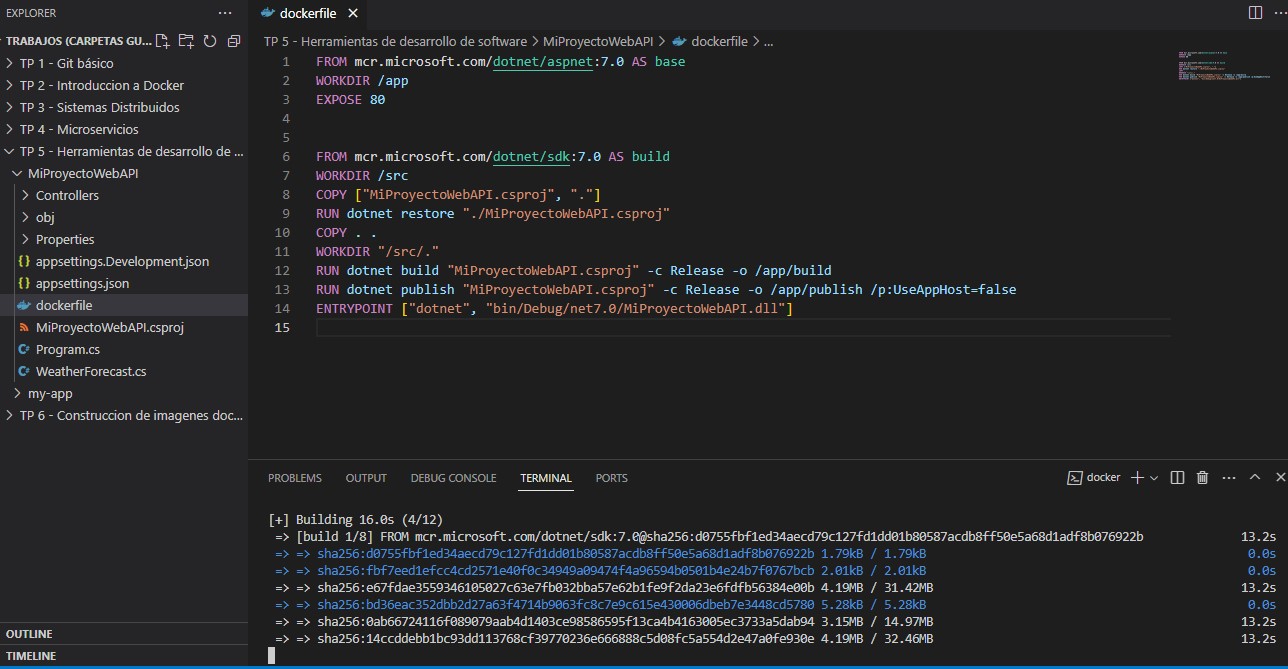 EXPLORER
TRABAJOS (CARPETAS GU...
TP 1 - Git básico
TP 2 - Introduccion a Docker
TP 3 - Sistemas Distribuidos
TP 4 - Microservicios
TP 5 - Herramientas de desarrollo de ...
MiProyectoWebAPI
Controllers
obj
Properties
{} appsettings.Development.json
{} appsettings.json
dockerfile
MiProyectoWebAPI.csproj
C# Program.cs
C# WeatherForecast.cs
my-app
TP 6 - Construccion de imagenes doc...
OUTLINE
TIMELINE
dockerfile
TP 5 - Herramientas de desarrollo de software > MiProyectoWebAPI > dockerfile > ...
1 FROM mcr.microsoft.com/dotnet/aspnet:7.0 AS base
2 WORKDIR /app
3 EXPOSE 80
4
5
6 FROM mcr.microsoft.com/dotnet/sdk:7.0 AS build
7 WORKDIR /src
8 COPY ["MiProyectoWebAPI.csproj", "."]
9 RUN dotnet restore "./MiProyectoWebAPI.csproj"
10 COPY . .
11 WORKDIR "/src/."
12 RUN dotnet build "MiProyectoWebAPI.csproj" -c Release -o /app/build
13 RUN dotnet publish "MiProyectoWebAPI.csproj" -c Release -o /app/publish /p:UseAppHost=false
14 ENTRYPOINT ["dotnet", "bin/Debug/net7.0/MiProyectoWebAPI.dll"]
15
PROBLEMS OUTPUT DEBUG CONSOLE TERMINAL PORTS docker
[+] Building 16.0s (4/12)
=> [build 1/8] FROM mcr.microsoft.com/dotnet/sdk:7.0@sha256:d0755fbf1ed34aecd79c127fd1dd01b80587acdb8ff50e5a68d1adf8b076922b 13.2s
=> => sha256:d0755fbf1ed34aecd79c127fd1dd01b80587acdb8ff50e5a68d1adf8b076922b 1.79kB / 1.79kB 0.0s
=> => sha256:fbf7eed1efcc4cd2571e40f0c34949a09474f4a96594b0501b4e24b7f0767bcb 2.01kB / 2.01kB 0.0s
=> => sha256:e67fdae3559346105027c63e7fb032bba57e62b1fe9f2da23e6fdfb56384e00b 4.19MB / 31.42MB 13.2s
=> => sha256:bd36eac352dbb2d27a63f4714b9063fc8c7e9c615e430006dbeb7e3448cd5780 5.28kB / 5.28kB 0.0s
=> => sha256:0ab66724116f089079aab4d1403ce98586595f13ca4b4163005ec3733a5dab94 3.15MB / 14.97MB 13.2s
=> => sha256:14ccddebb1bc93dd113768cf39770236e666888c5d08fc5a554d2e47a0fe930e 4.19MB / 32.46MB 13.2s